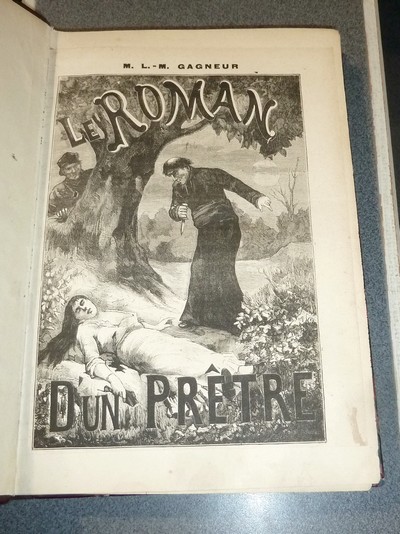 M. L.-M. GAGNEUR
LE ROMAN
D'UN PRÊTRE